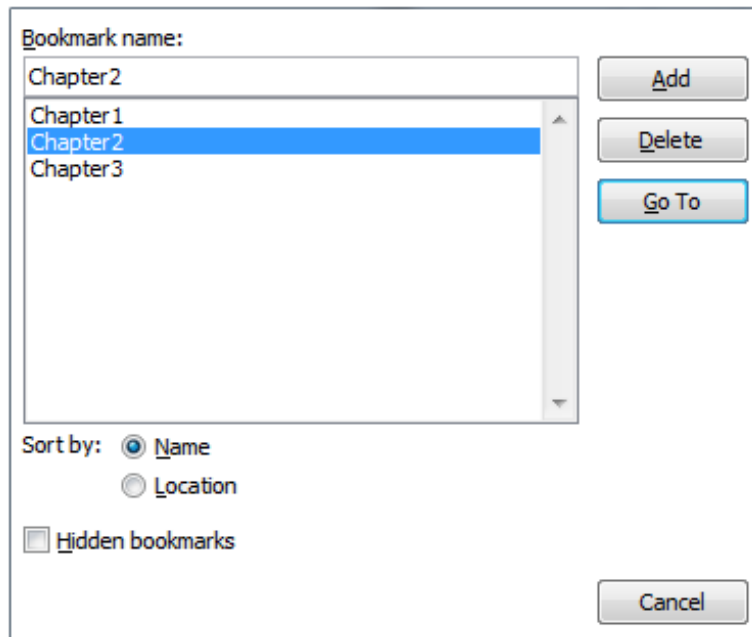 Bookmark name:
Chapter2
Add
Chapter1
Chapter2
Chapter3
Delete
Go To
Sort by:
Name
Location
Hidden bookmarks
Cancel